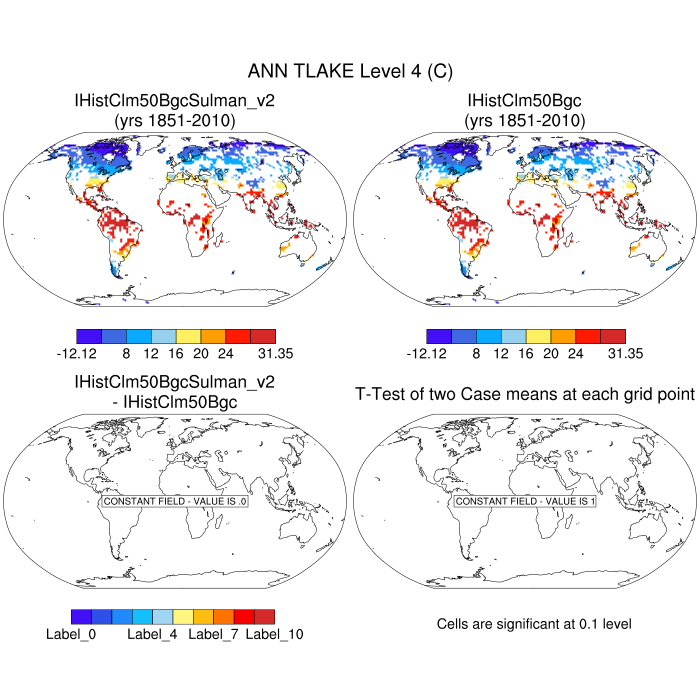 ANN TLAKE Level 4 (C)
IHistClm50BgcSulman_v2
(yrs 1851-2010)
IHistClm50Bgc
(yrs 1851-2010)
-12.12 8 12 16 20 24 31.35
-12.12 8 12 16 20 24 31.35
IHistClm50BgcSulman_v2
- IHistClm50Bgc
T-Test of two Case means at each grid point
CONSTANT FIELD - VALUE IS .0
CONSTANT FIELD - VALUE IS 1
Label_0 Label_4 Label_7 Label_10
Cells are significant at 0.1 level